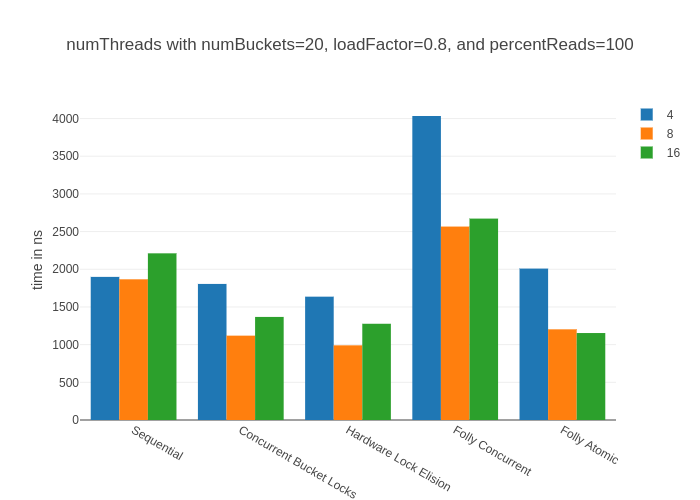 numThreads with numBuckets=20, loadFactor=0.8, and percentReads=100
4
8
16
time in ns
4000
3500
3000
2500
2000
1500
1000
500
0
Sequential
Concurrent Bucket Locks
Hardware Lock Elision
Folly Concurrent
Folly Atomic